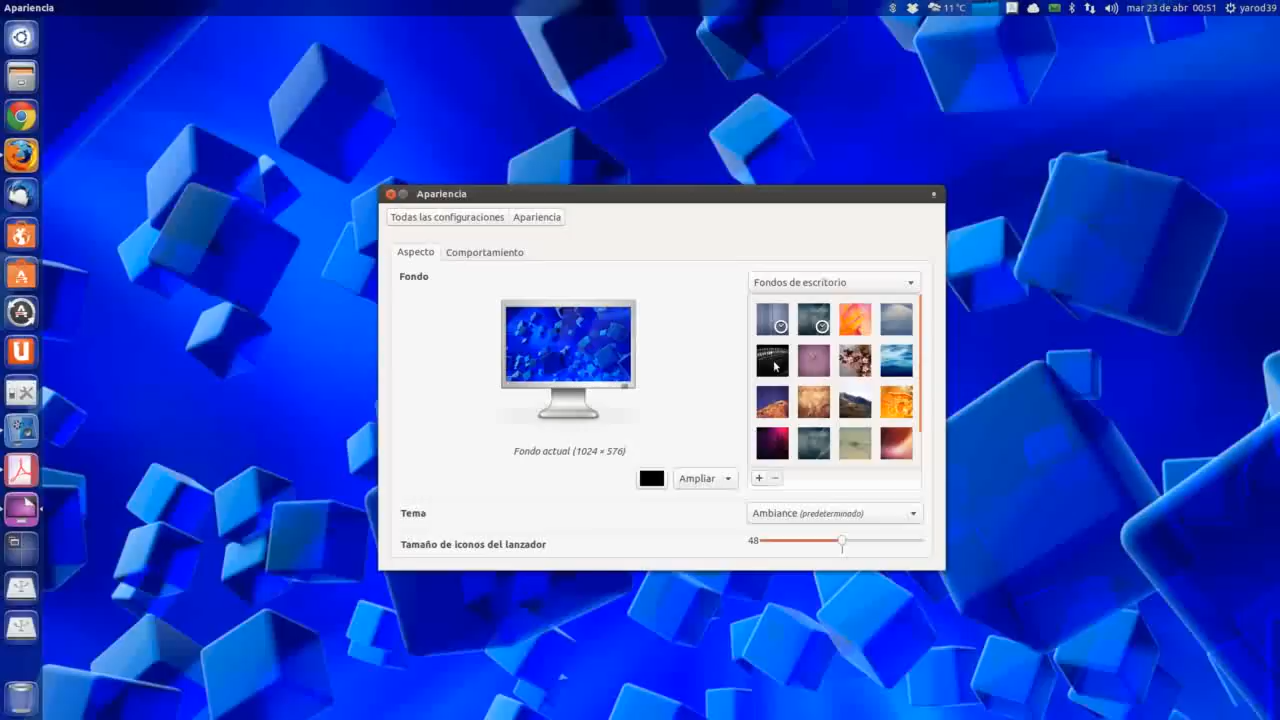 Apariencia
11 °C
mar 23 de abr 00:51
yarod39
Apariencia
Todas las configuraciones
Apariencia
Aspecto
Comportamiento
Fondo
Fondos de escritorio
Fondo actual (1024 × 576)
Ampliar
Tema
Ambiance (predeterminado)
Tamaño de iconos del lanzador
48